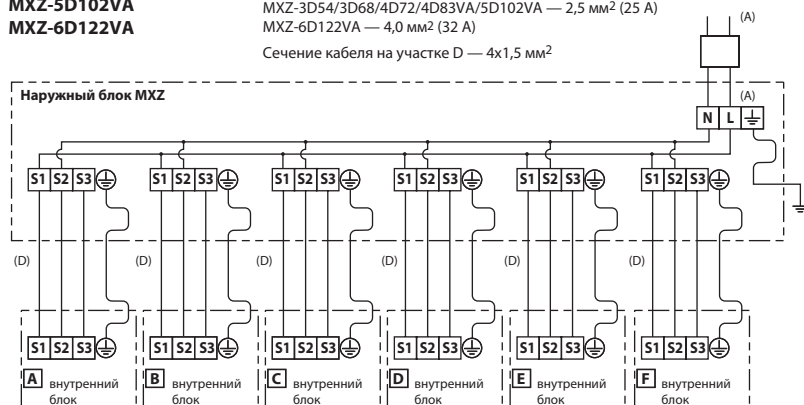 MXZ-5D102VA
MXZ-6D122VA
MXZ-3D54/3D68/4D72/4D83VA/5D102VA — 2,5 мм2 (25 А)
MXZ-6D122VA — 4,0 мм2 (32 А)
Сечение кабеля на участке D — 4x1,5 мм2
(A)
Наружный блок MXZ
(A)
N L
S1 S2 S3 S1 S2 S3 S1 S2 S3 S1 S2 S3 S1 S2 S3 S1 S2 S3
(D) (D) (D) (D) (D) (D)
S1 S2 S3 S1 S2 S3 S1 S2 S3 S1 S2 S3 S1 S2 S3 S1 S2 S3
A внутренний B внутренний C внутренний D внутренний E внутренний F внутренний
блок блок блок блок блок блок